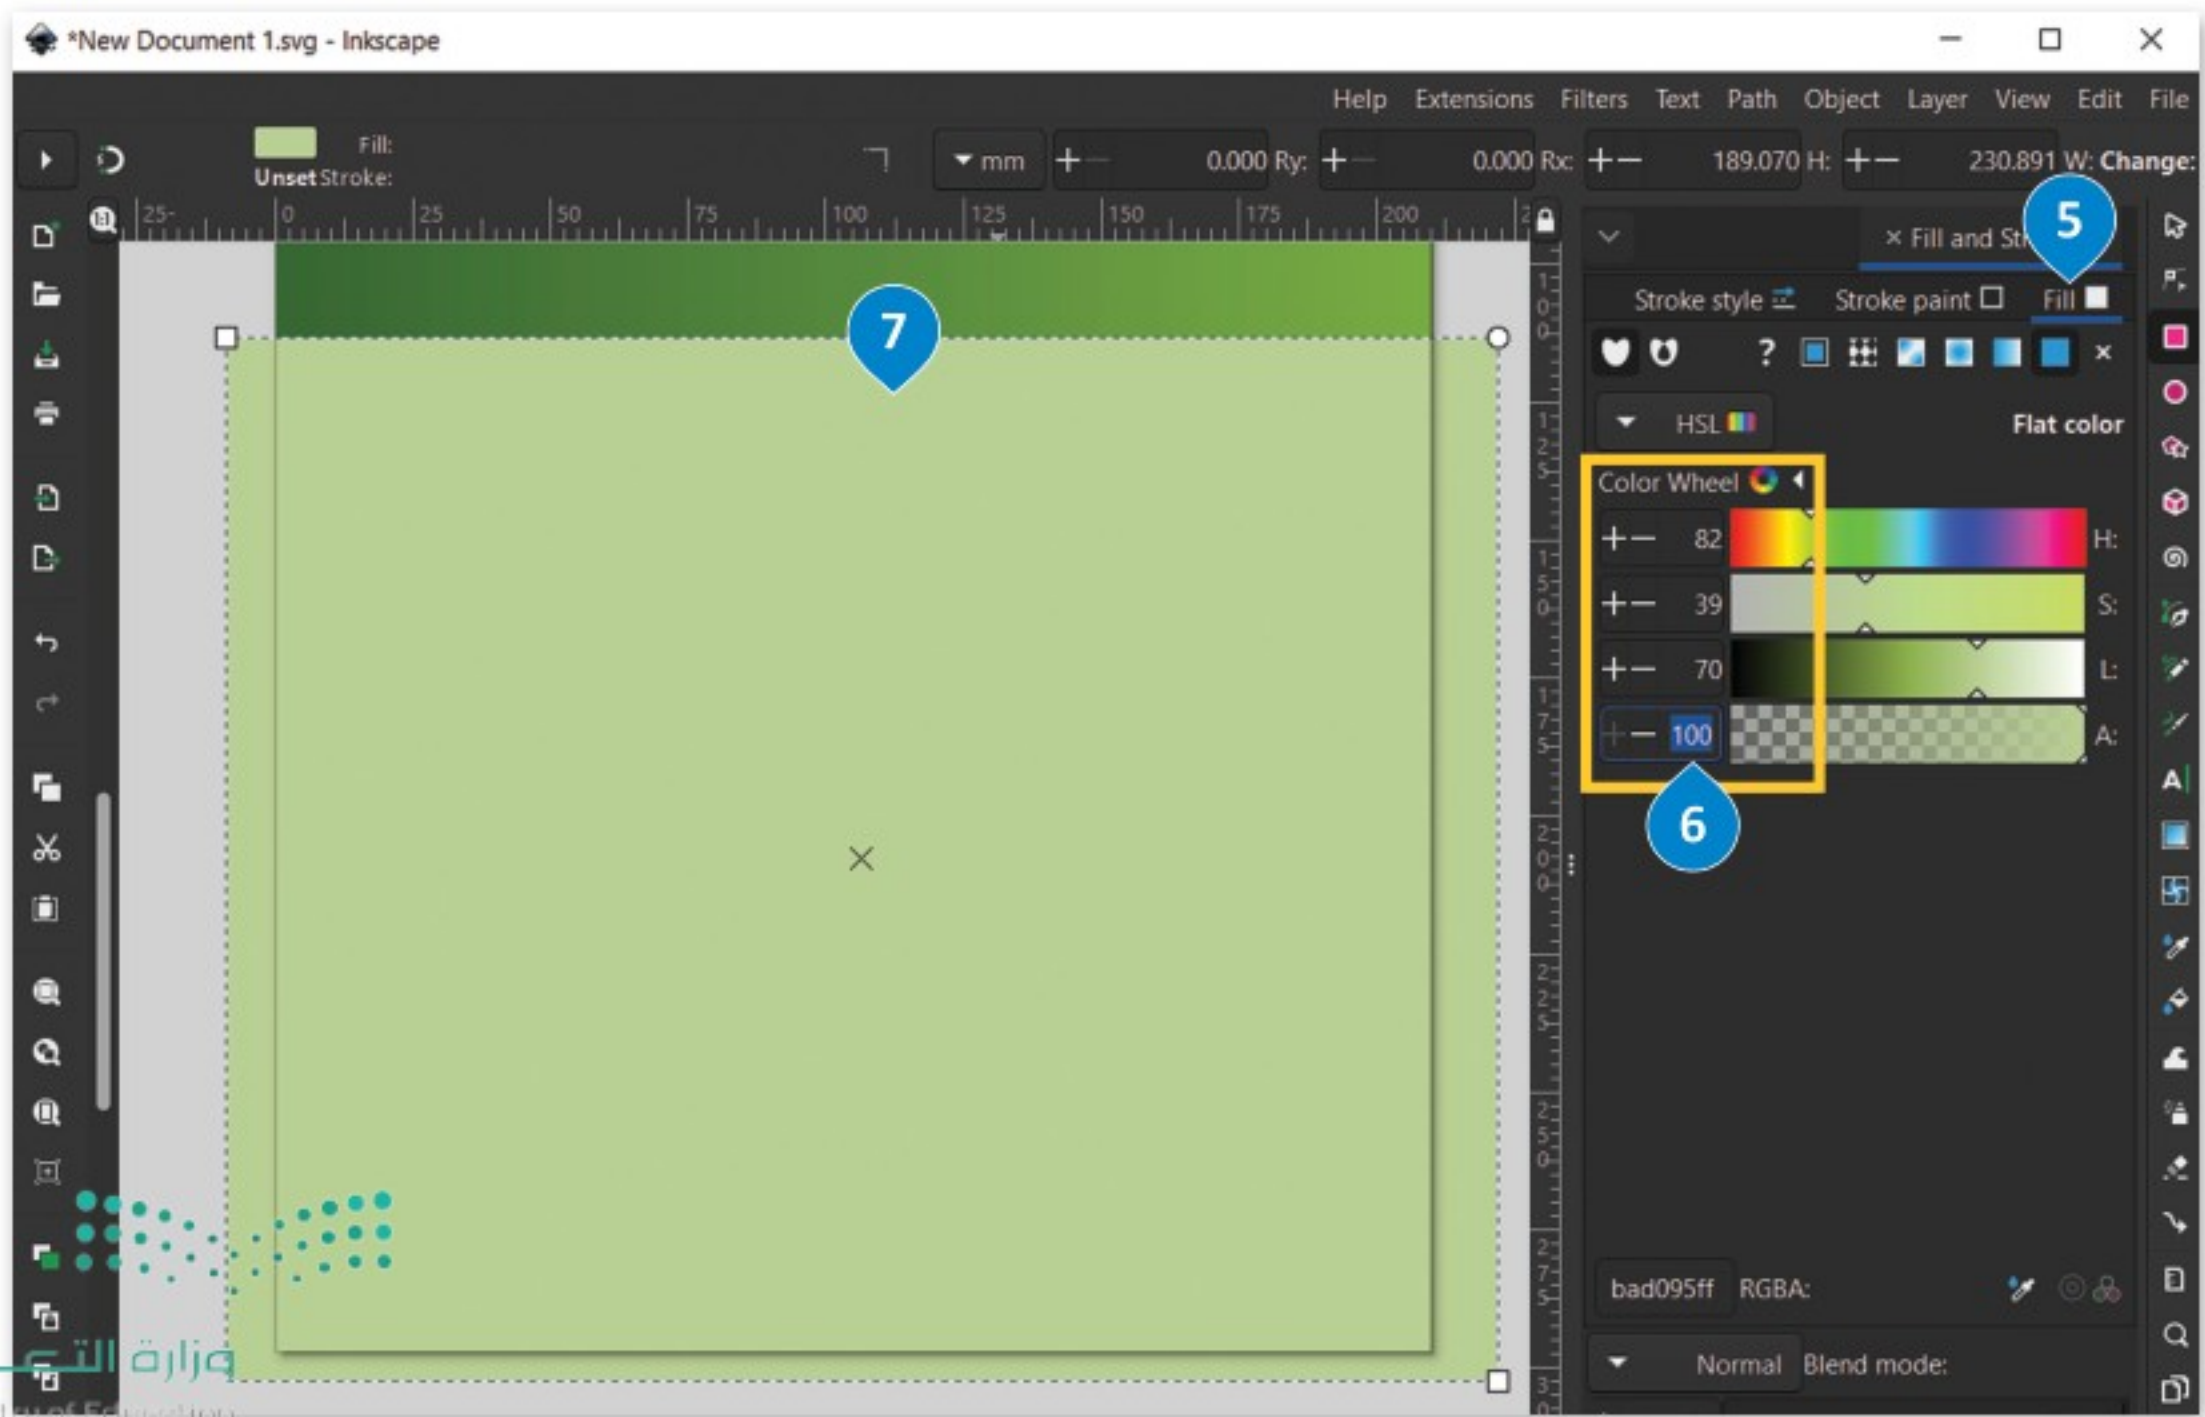 *New Document 1.svg - Inkscape
Help Extensions Filters Text Path Object Layer View Edit File
Fill:
Unset Stroke:
mm 0.000 Ry: 0.000 Rx: 189.070 H: 230.891 W: Change:
25- 0 25 50 75 100 125 150 175 200
5
Fill and
Stroke style Stroke paint Fill
7
?
HSL Flat color
Color Wheel
82 H:
39 S:
70 L:
100 A:
6
bad095ff RGBA:
Normal Blend mode:
وزارة